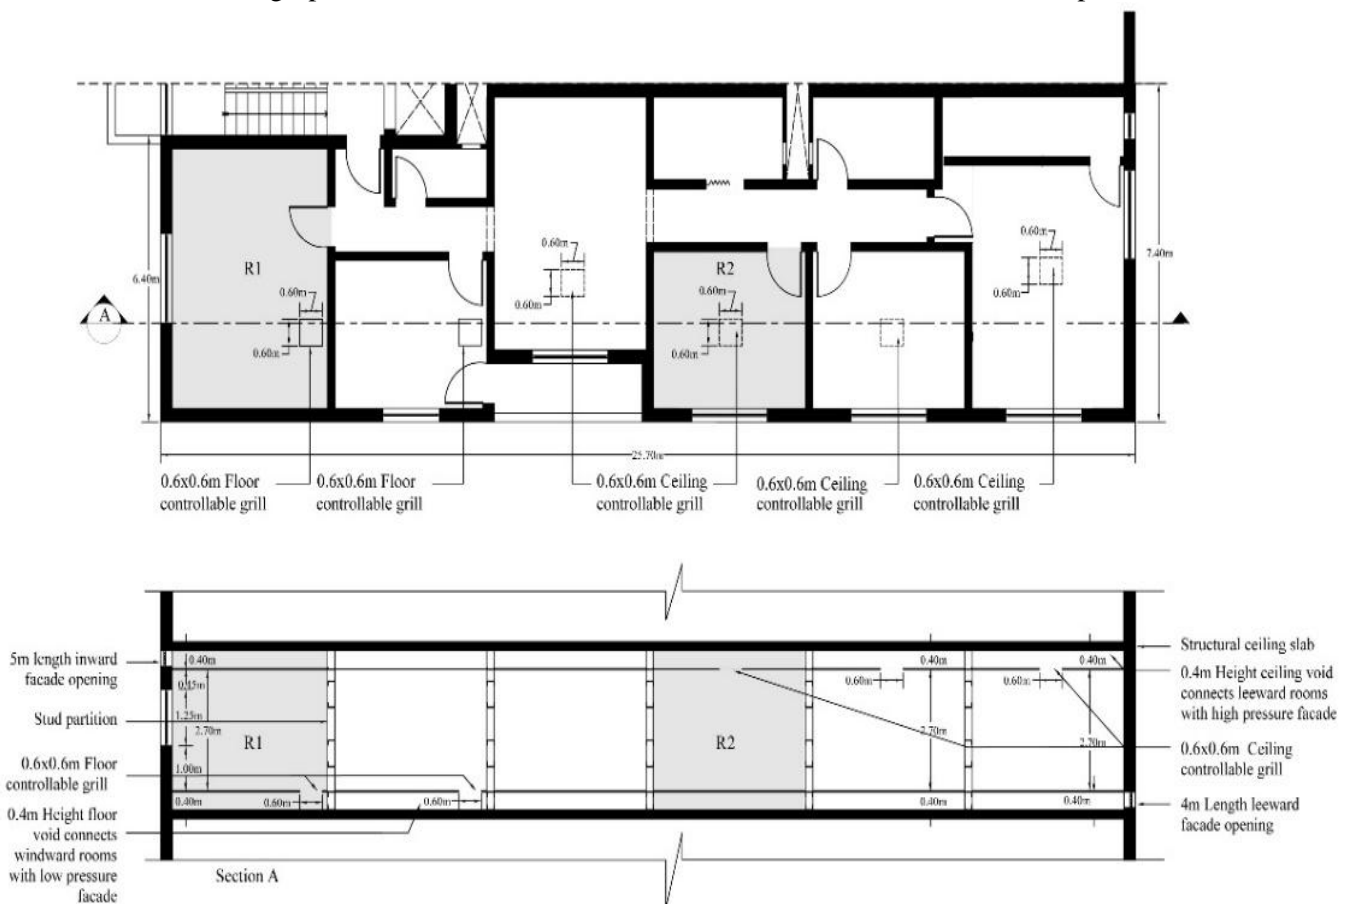 R1
R2
A
6.40m
7.40m
0.60m
0.60m
0.60m
0.60m
0.60m
0.60m
0.60m
0.60m
25.70m
0.6x0.6m Floor
controllable grill
0.6x0.6m Floor
controllable grill
0.6x0.6m Ceiling
controllable grill
0.6x0.6m Ceiling
controllable grill
0.6x0.6m Ceiling
controllable grill
5m length inward
facade opening
Stud partition
0.6x0.6m Floor
controllable grill
0.4m Height floor
void connects
windward rooms
with low pressure
facade
0.40m
0.45m
1.25m
2.70m
1.00m
0.40m
R1
0.60m
0.60m
R2
0.40m
0.60m
2.70m
0.40m
0.40m
0.60m
2.70m
0.40m
Structural ceiling slab
0.4m Height ceiling void
connects leeward rooms
with high pressure facade
0.6x0.6m Ceiling
controllable grill
4m Length leeward
facade opening
Section A